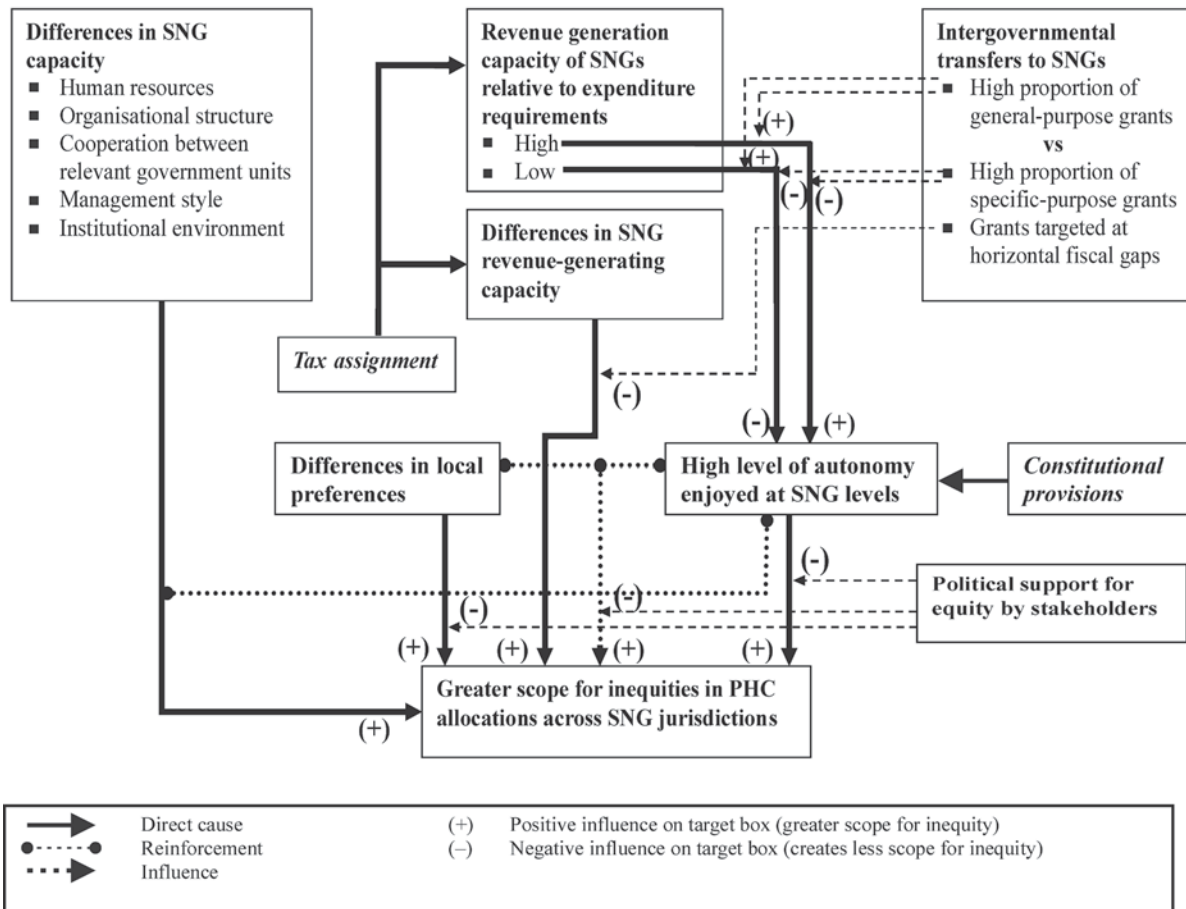 Differences in SNG
capacity
▪ Human resources
▪ Organisational structure
▪ Cooperation between
relevant government units
▪ Management style
▪ Institutional environment
Revenue generation
capacity of SNGs
relative to expenditure
requirements
▪ High
▪ Low
Intergovernmental
transfers to SNGs
▪ High proportion of
general-purpose grants
vs
▪ High proportion of
specific-purpose grants
▪ Grants targeted at
horizontal fiscal gaps
(+)
(+)
(-)
(-)
Differences in SNG
revenue-generating
capacity
Tax assignment
(-)
(-)
(+)
Differences in local
preferences
High level of autonomy
enjoyed at SNG levels
Constitutional
provisions
(-)
Political support for
equity by stakeholders
(-)
(-)
(+)
(+)
(+)
(+)
Greater scope for inequities in PHC
allocations across SNG jurisdictions
(+)
Direct cause
Reinforcement
Influence
(+) Positive influence on target box (greater scope for inequity)
(–) Negative influence on target box (creates less scope for inequity)